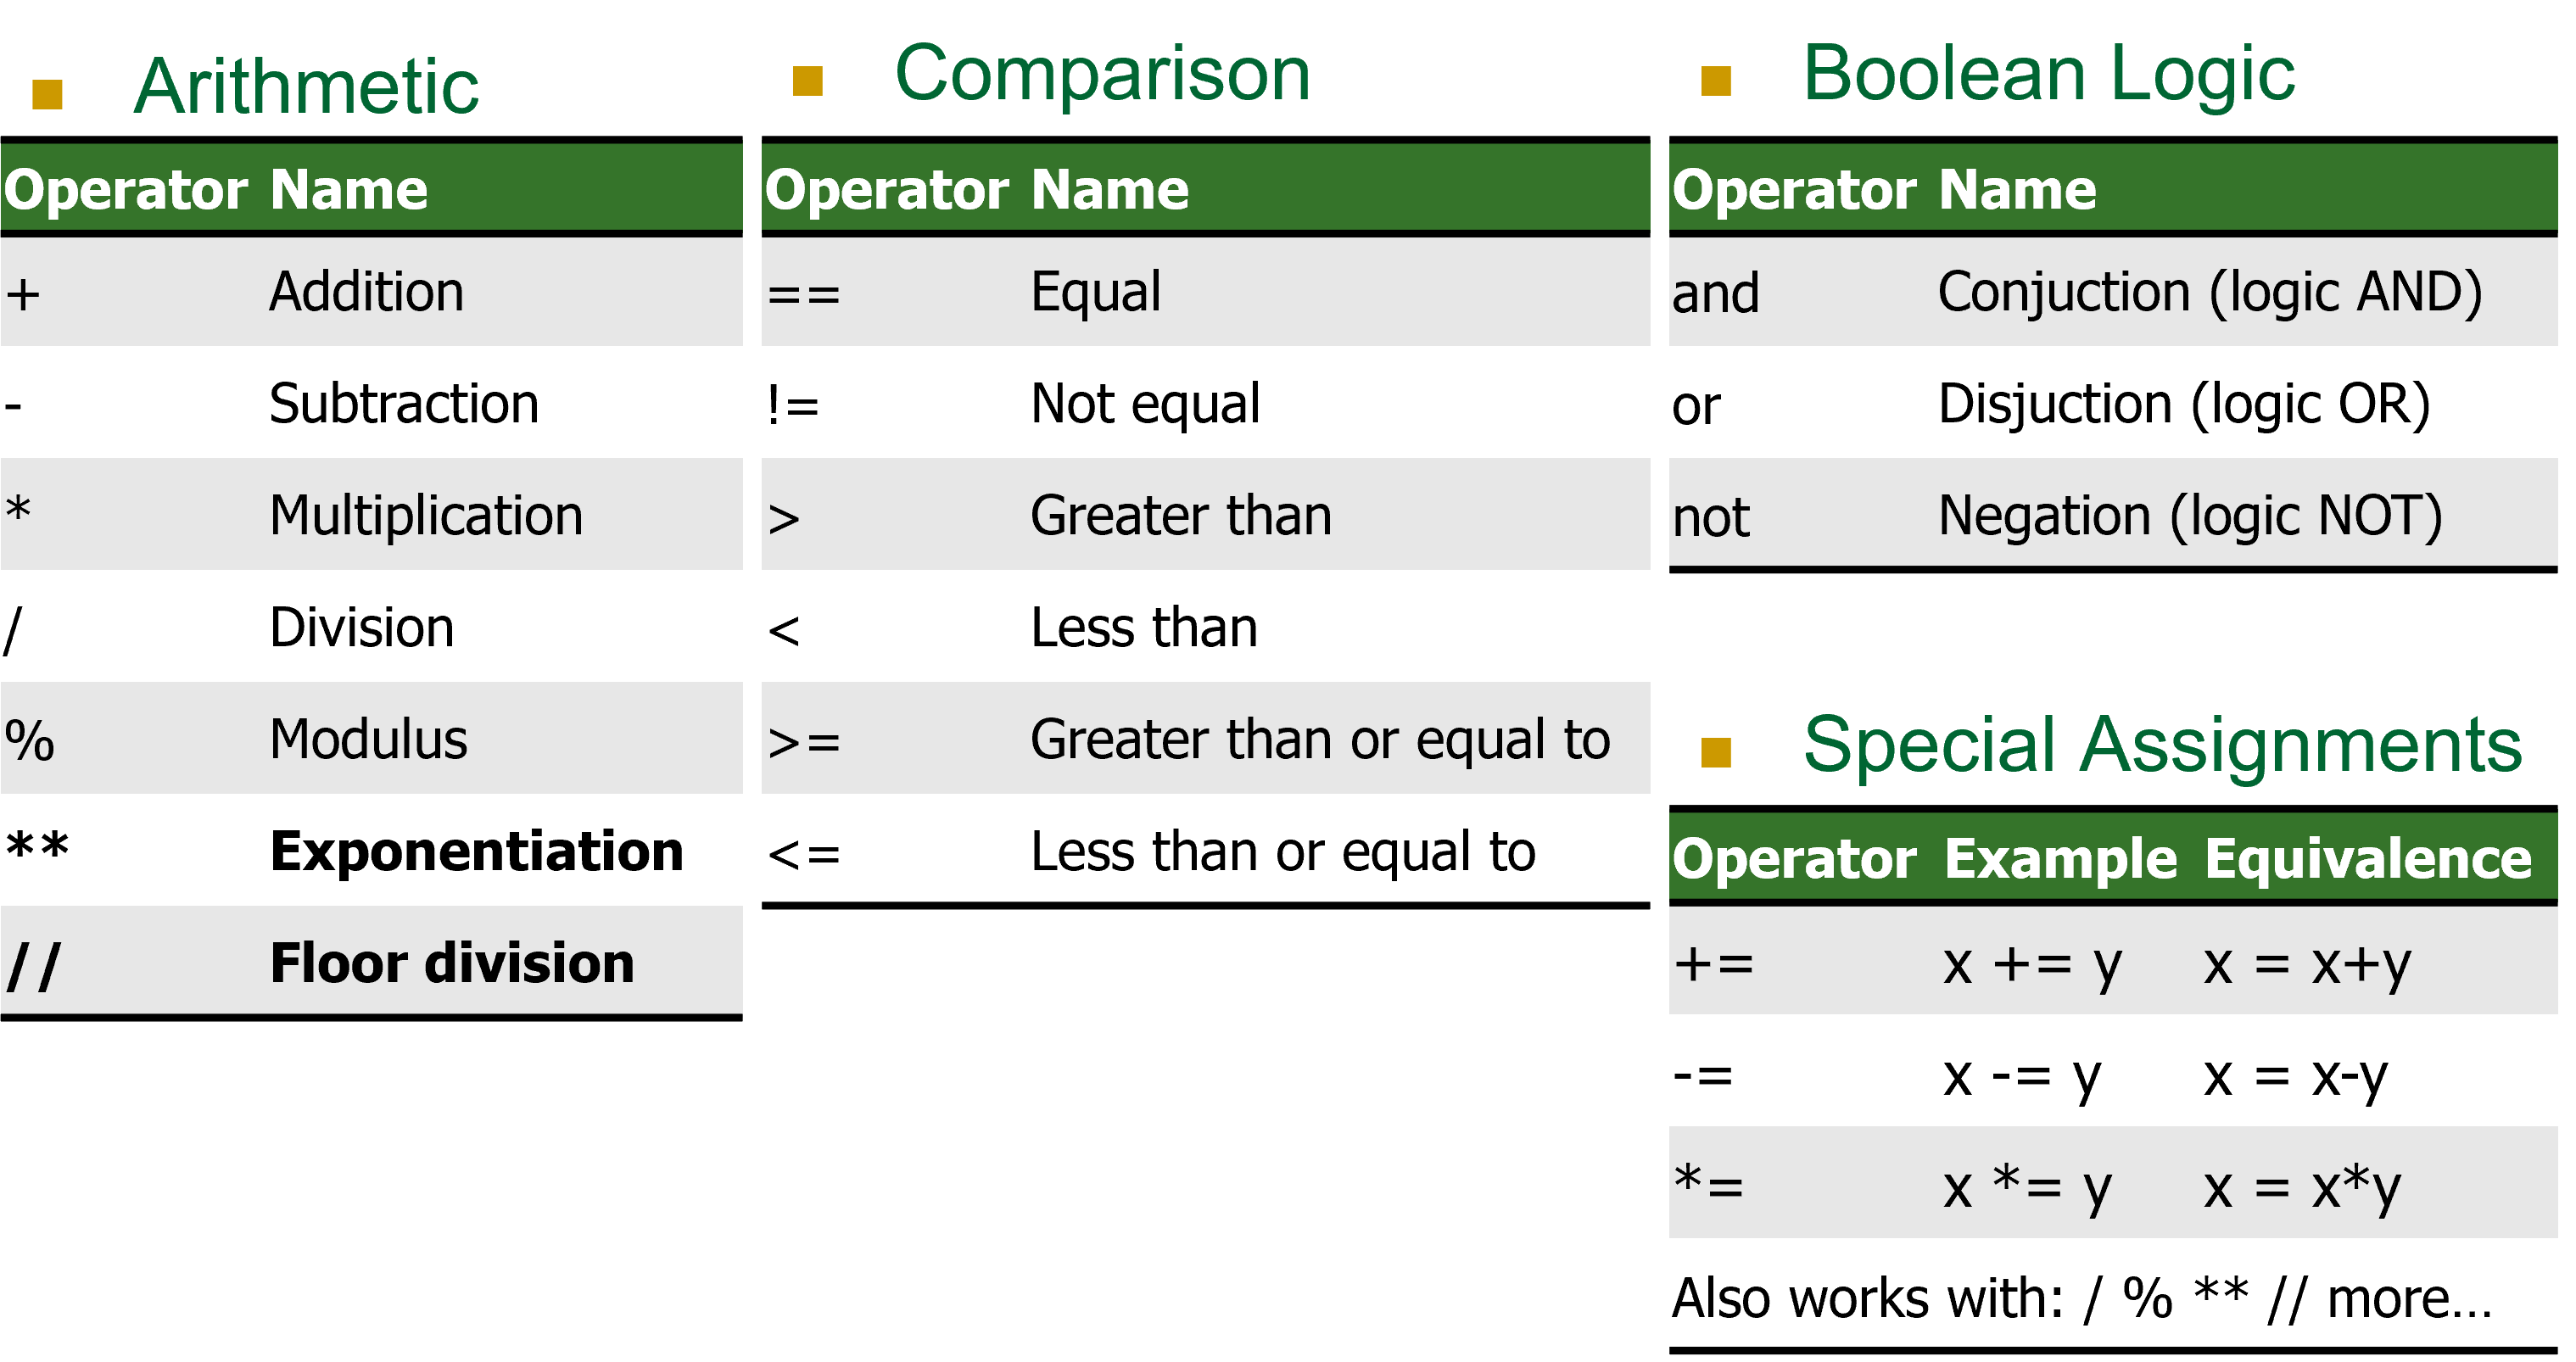 Arithmetic
Operator Name
+ Addition
- Subtraction
* Multiplication
/ Division
% Modulus
** Exponentiation
// Floor division
Comparison
Operator Name
== Equal
!= Not equal
> Greater than
< Less than
>= Greater than or equal to
<= Less than or equal to
Boolean Logic
Operator Name
and Conjuction (logic AND)
or Disjuction (logic OR)
not Negation (logic NOT)
Special Assignments
Operator Example Equivalence
+= x += y x = x+y
-= x -= y x = x-y
*= x *= y x = x*y
Also works with: / % ** // more...